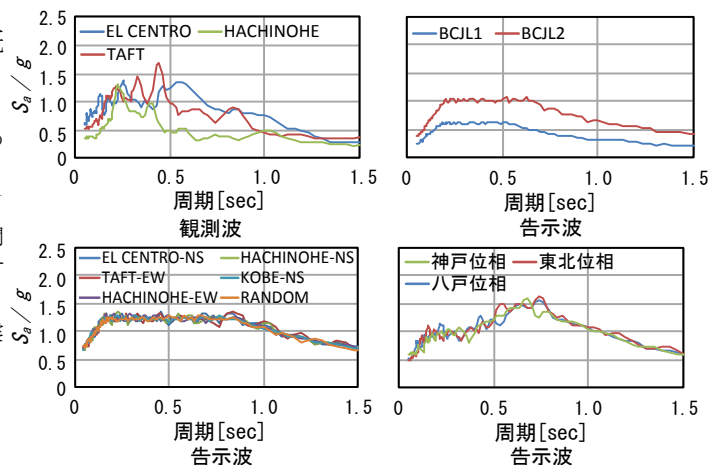 EL CENTRO HACHINOHE
TAFT
2.5
2.0
1.5
1.0
0.5
0
Sa / g
0 0.5 1.0 1.5
周期[sec]
観測波
BCJL1 BCJL2
0 0.5 1.0 1.5
周期[sec]
告示波
EL CENTRO-NS HACHINOHE-NS
TAFT-EW KOBE-NS
HACHINOHE-EW RANDOM
2.5
2.0
1.5
1.0
0.5
0
Sa / g
0 0.5 1.0 1.5
周期[sec]
告示波
神戸位相 東北位相
八戸位相
0 0.5 1.0 1.5
周期[sec]
告示波